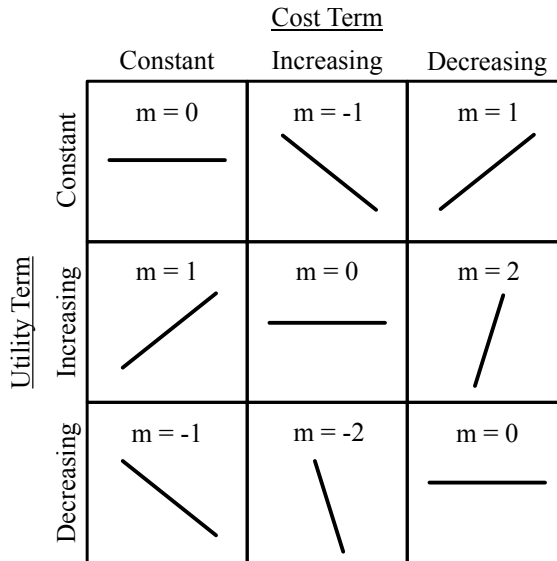 Cost Term
Constant Increasing Decreasing
Utility Term
Constant
m = 0 m = -1 m = 1
Increasing
m = 1 m = 0 m = 2
Decreasing
m = -1 m = -2 m = 0